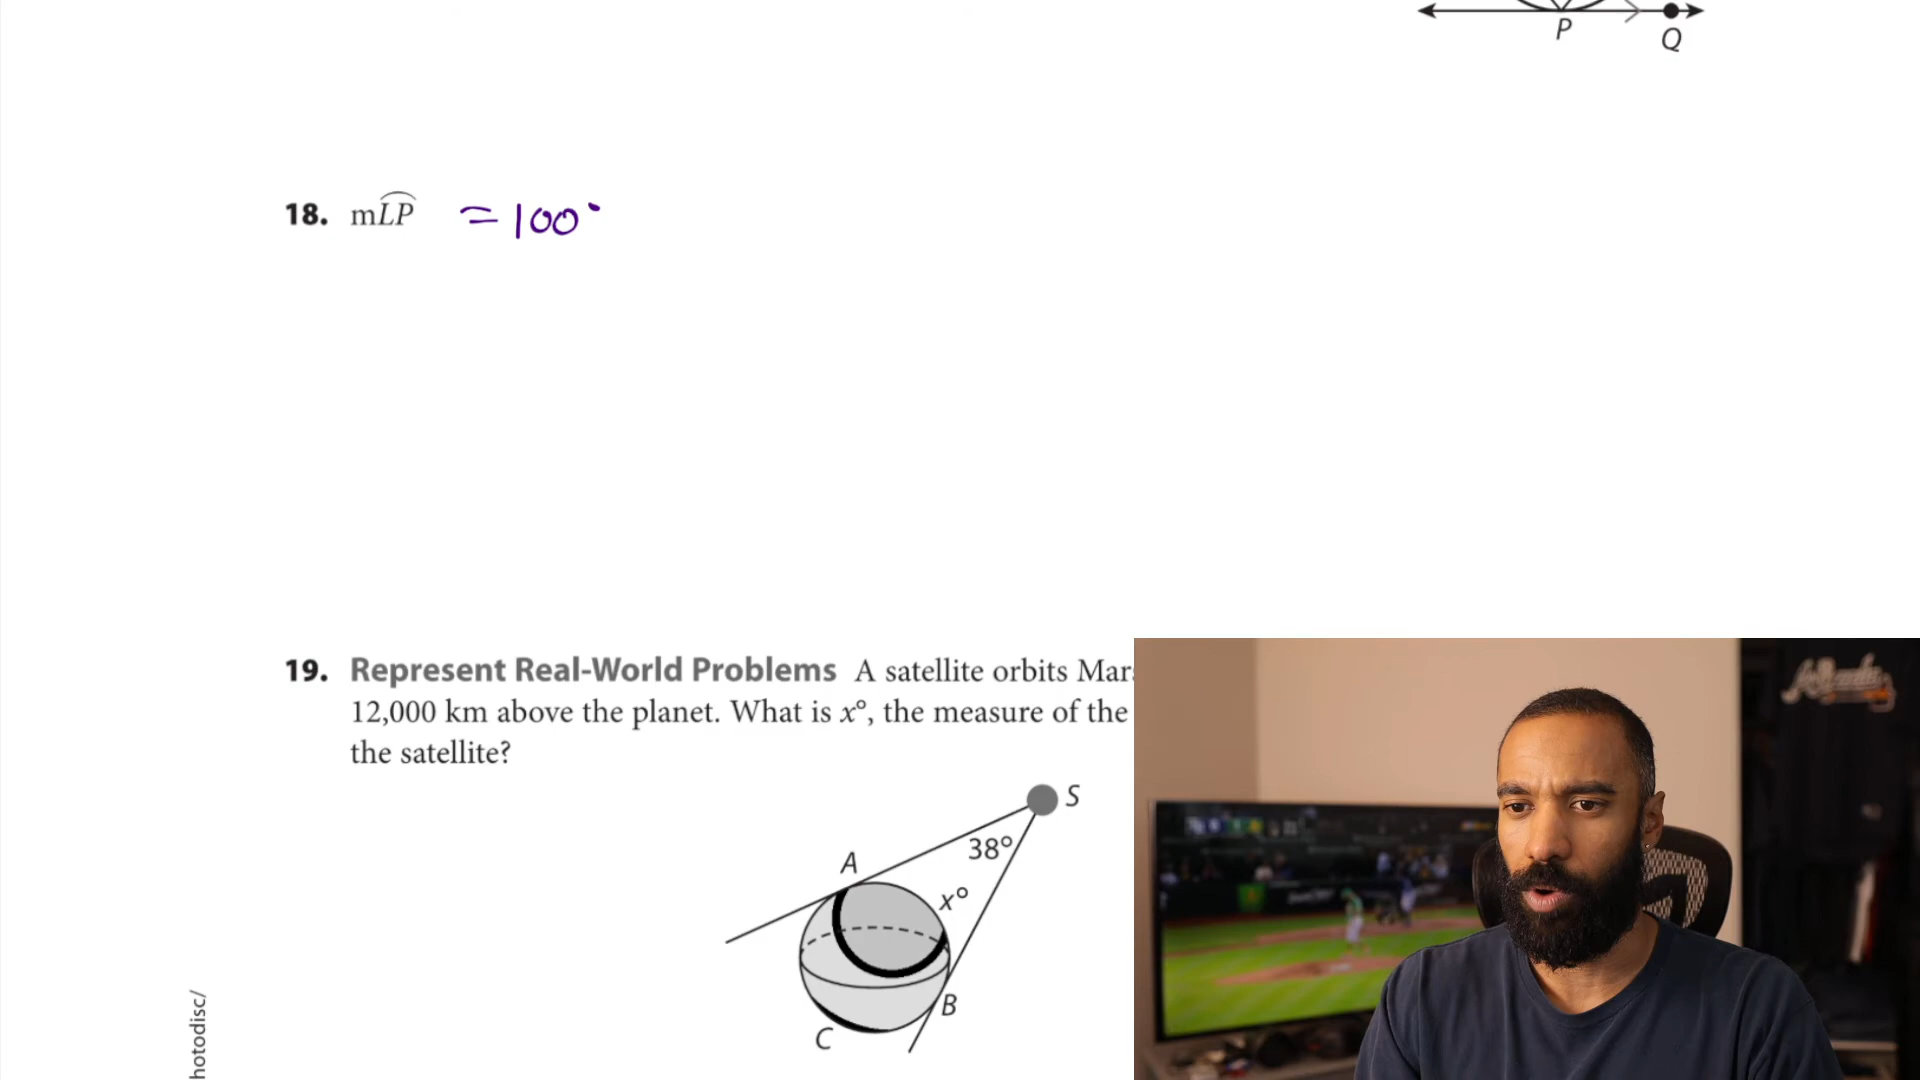 P
Q
18. mLP = 100°
19. Represent Real-World Problems A satellite orbits Mar
12,000 km above the planet. What is x°, the measure of the
the satellite?
S
38°
A
x°
B
C
hotodisc/